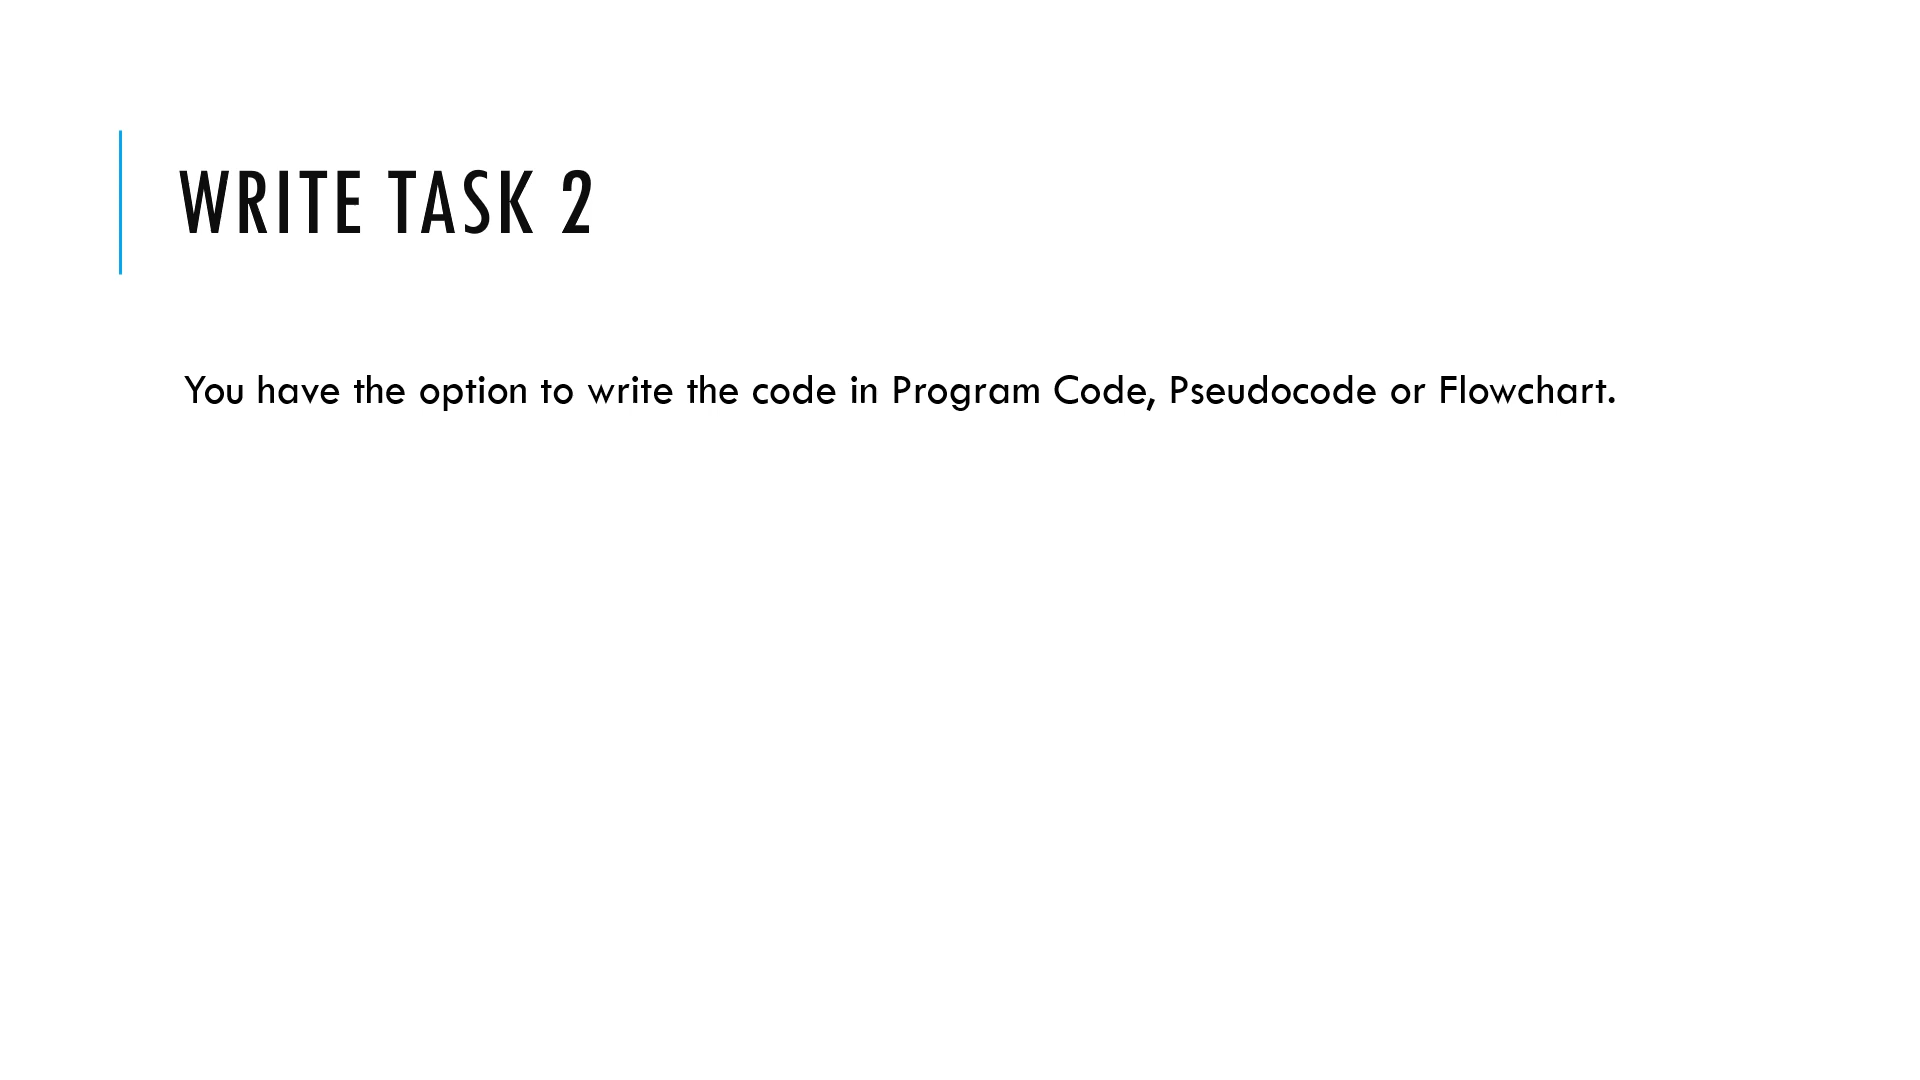 WRITE TASK 2
You have the option to write the code in Program Code, Pseudocode or Flowchart.